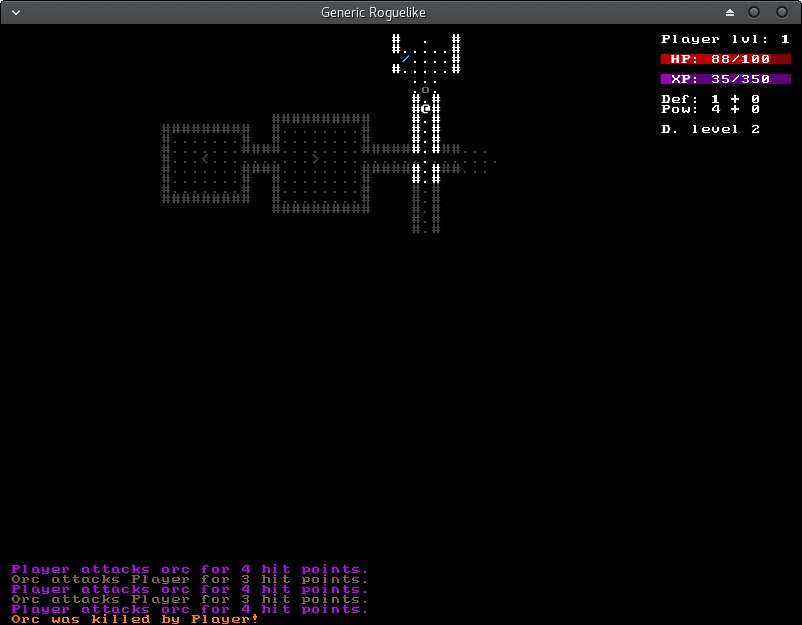 Generic Roguelike
Player lvl: 1
HP: 88/100
XP: 35/350
Def: 1 + 0
Pow: 4 + 0
D. level 2
Player attacks orc for 4 hit points.
Orc attacks Player for 3 hit points.
Player attacks orc for 4 hit points.
Orc attacks Player for 3 hit points.
Player attacks orc for 4 hit points.
Orc was killed by Player!